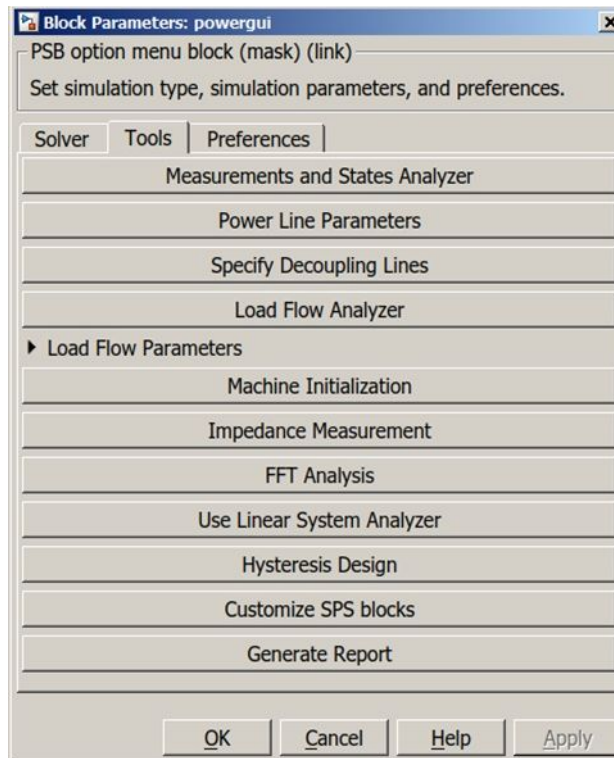 Block Parameters: powergui
PSB option menu block (mask) (link)
Set simulation type, simulation parameters, and preferences.
Solver Tools Preferences
Measurements and States Analyzer
Power Line Parameters
Specify Decoupling Lines
Load Flow Analyzer
Load Flow Parameters
Machine Initialization
Impedance Measurement
FFT Analysis
Use Linear System Analyzer
Hysteresis Design
Customize SPS blocks
Generate Report
OK Cancel Help Apply